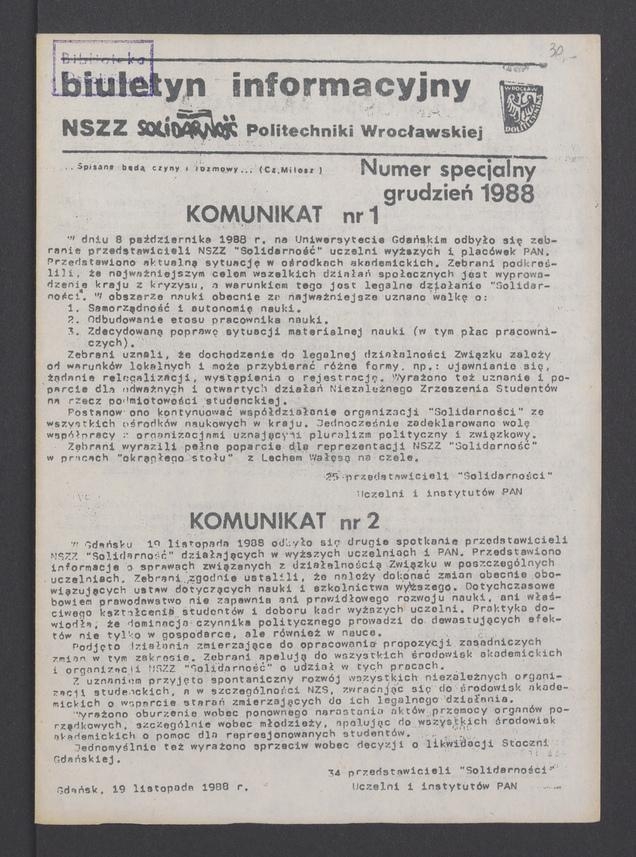 30,-
Biblioteka
biuletyn informacyjny
NSZZ SOLIDARNOŚĆ Politechniki Wrocławskiej
WROCŁAW
POLITECHNIKA
...Spisane będą czyny i rozmowy... (Cz.Miłosz)
Numer specjalny
grudzień 1988
KOMUNIKAT nr 1
W dniu 8 października 1988 r. na Uniwersytecie Gdańskim odbyło się zeb-
ranie przedstawicieli NSZZ "Solidarność" uczelni wyższych i placówek PAN.
Przedstawiono aktualną sytuację w ośrodkach akademickich. Zebrani podkreś-
lili, że najważniejszym celem wszelkich działań społecznych jest wyprowa-
dzenie kraju z kryzysu, a warunkiem tego jest legalne działanie "Solidar-
ności". W obszarze nauki obecnie za najważniejsze uznano walkę o:
1. Samorządność i autonomię nauki.
2. Odbudowanie etosu pracownika nauki.
3. Zdecydowaną poprawę sytuacji materialnej nauki (w tym płac pracowni-
czych).
Zebrani uznali, że dochodzenie do legalnej działalności Związku zależy
od warunków lokalnych i może przybierać różne formy. np.: ujawnianie się,
żądanie relegalizacji, wystąpienia o rejestrację. Wyrażono też uznanie i po-
parcie dla odważnych i otwartych działań Niezależnego Zrzeszenia Studentów
na rzecz podmiotowości studenckiej.
Postanowiono kontynuować współdziałanie organizacji "Solidarności" ze
wszystkich ośrodków naukowych w kraju. Jednocześnie zadeklarowano wolę
współpracy z organizacjami uznającymi pluralizm polityczny i związkowy.
Zebrani wyrazili pełne poparcie dla reprezentacji NSZZ "Solidarność"
w pracach "okrągłego stołu" z Lechem Wałęsą na czele.
25 przedstawicieli "Solidarności"
Uczelni i instytutów PAN
KOMUNIKAT nr 2
W Gdańsku 19 listopada 1988 odbyło się drugie spotkanie przedstawicieli
NSZZ "Solidarność" działających w wyższych uczelniach i PAN. Przedstawiono
informacje o sprawach związanych z działalnością Związku w poszczególnych
uczelniach. Zebrani zgodnie ustalili, że należy dokonać zmian obecnie obo-
wiązujących ustaw dotyczących nauki i szkolnictwa wyższego. Dotychczasowe
bowiem prawodawstwo nie zapewnia ani prawidłowego rozwoju nauki, ani właś-
ciwego kształcenia studentów i doboru kadr wyższych uczelni. Praktyka do-
wiodła, że dominacja czynnika politycznego prowadzi do dewastujących efek-
tów nie tylko w gospodarce, ale również w nauce.
Podjęto działania zmierzające do opracowania propozycji zasadniczych
zmian w tym zakresie. Zebrani apelują do wszystkich środowisk akademickich
i organizacji NSZZ "Solidarność" o udział w tych pracach.
Z uznaniem przyjęto spontaniczny rozwój wszystkich niezależnych organi-
zacji studenckich, a w szczególności NZS, zwracając się do środowisk akade-
mickich o wsparcie starań zmierzających do ich legalnego działania.
Wyrażono oburzenie wobec ponownego narastania aktów przemocy organów po-
rządkowych, szczególnie wobec młodzieży, apelując do wszystkich środowisk
akademickich o pomoc dla represjonowanych studentów.
Jednomyślnie też wyrażono sprzeciw wobec decyzji o likwidacji Stoczni
Gdańskiej.
34 przedstawicieli "Solidarności"
Gdańsk, 19 listopada 1988 r.
Uczelni i instytutów PAN